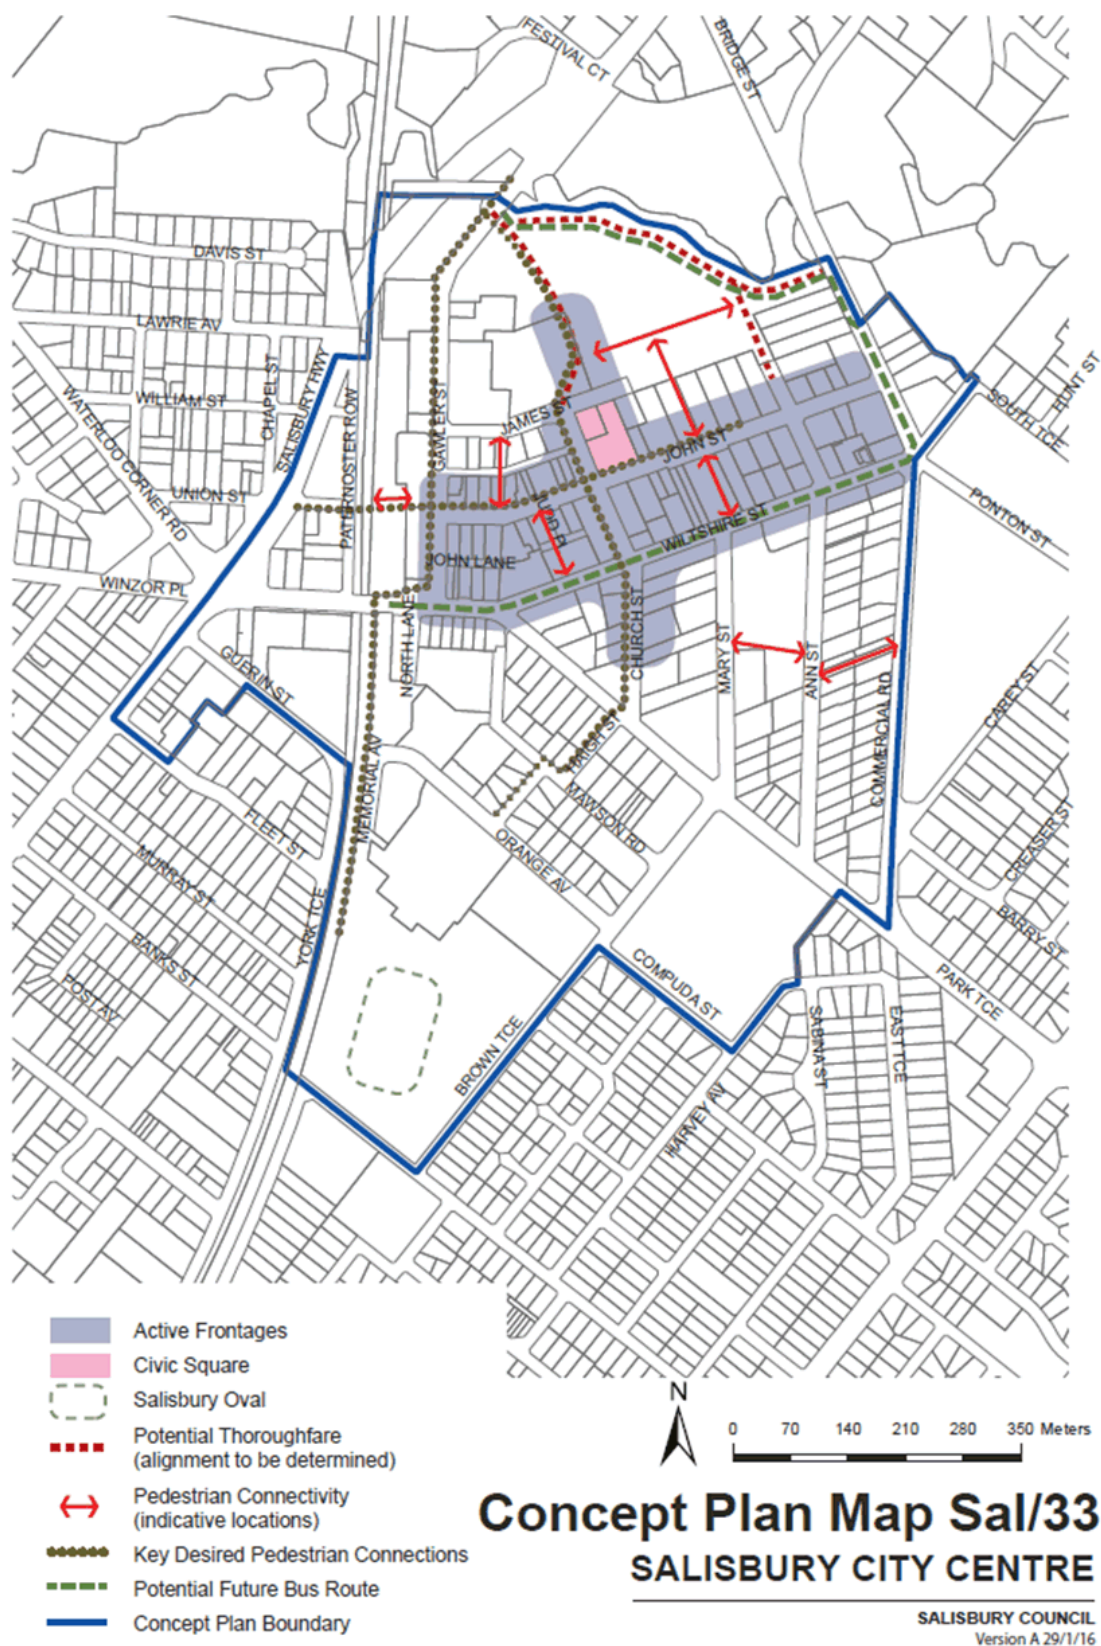 FESTIVAL CT
BRIDGE ST
DAVIS ST
LAWRIE AV
WILLIAM ST
CHAPEL ST
SALISBURY HWY
WATERLOO CORNER RD
UNION ST
PATERNOSTER ROW
GAWLER ST
JAMES ST
JOHN ST
WILTSHIRE ST
JOHN LANE
WINZOR PL
NORTH LANE
CHURCH ST
MARY ST
ANN ST
COMMERCIAL RD
SOUTH TCE
HUNT ST
PONTON ST
CAREY ST
CREASER ST
BARRY ST
PARK TCE
GUERIN ST
MEMORIAL AV
HAIGH ST
MAWSON RD
ORANGE AV
FLEET ST
MURRAY ST
BANKS ST
POST AV
YORK TCE
BROWN TCE
COMPUDA ST
HARVEY AV
SABINA ST
EAST TCE
Active Frontages
Civic Square
Salisbury Oval
Potential Thoroughfare
(alignment to be determined)
Pedestrian Connectivity
(indicative locations)
Key Desired Pedestrian Connections
Potential Future Bus Route
Concept Plan Boundary
N
0 70 140 210 280 350 Meters
Concept Plan Map Sal/33
SALISBURY CITY CENTRE
SALISBURY COUNCIL
Version A 29/1/16